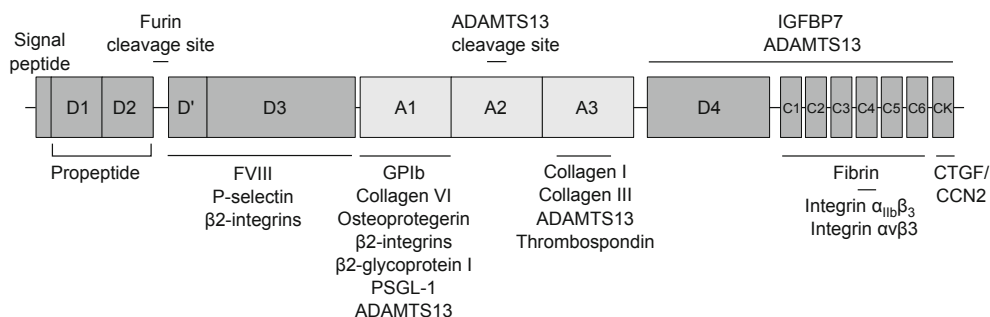 Furin
cleavage site
ADAMTS13
cleavage site
IGFBP7
ADAMTS13
Signal
peptide
D1
D2
D'
D3
A1
A2
A3
D4
C1
C2
C3
C4
C5
C6
CK
Propeptide
FVIII
P-selectin
β2-integrins
GPIb
Collagen VI
Osteoprotegerin
β2-integrins
β2-glycoprotein I
PSGL-1
ADAMTS13
Collagen I
Collagen III
ADAMTS13
Thrombospondin
Fibrin
Integrin αIIbβ3
Integrin αvβ3
CTGF/
CCN2